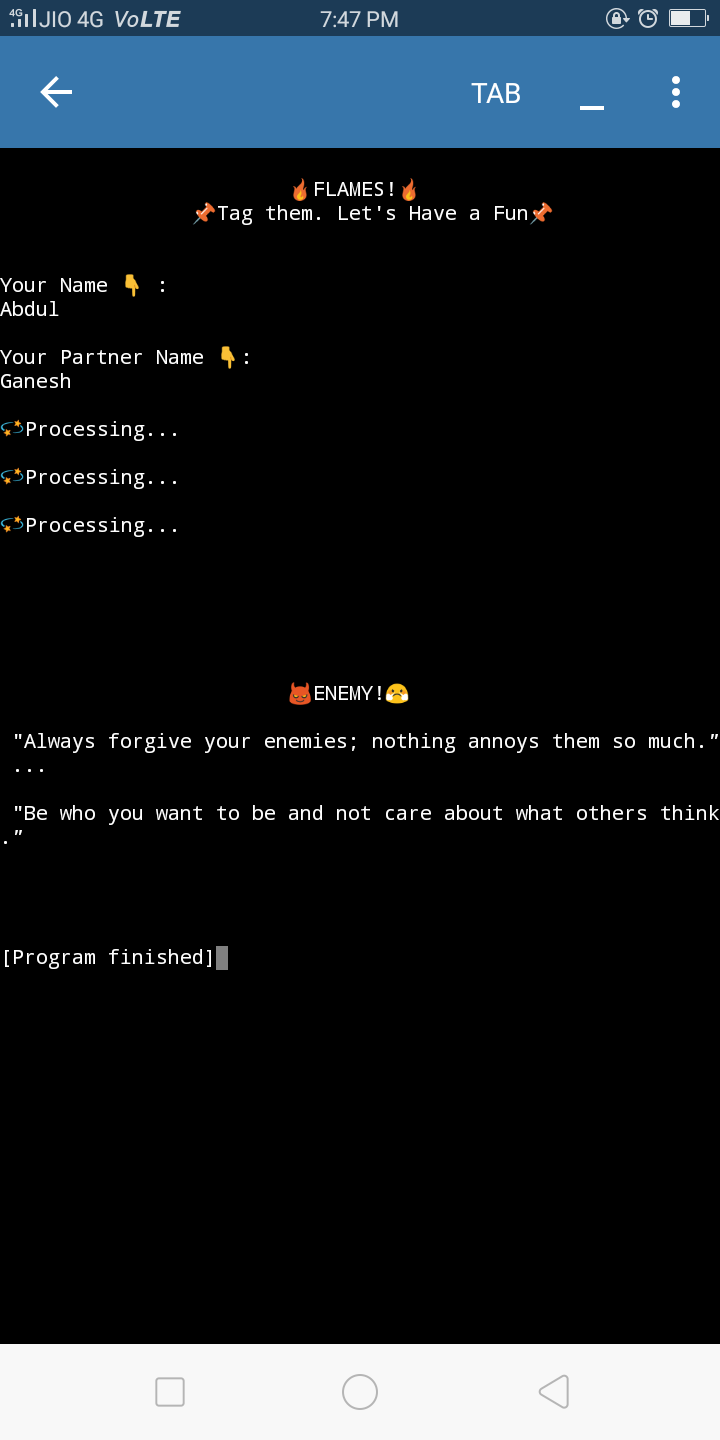 4G JIO 4G VoLTE 7:47 PM
TAB
🔥FLAMES!🔥
📌Tag them. Let's Have a Fun📌
Your Name 👇 :
Abdul
Your Partner Name 👇:
Ganesh
💫Processing...
💫Processing...
💫Processing...
👿ENEMY!😤
"Always forgive your enemies; nothing annoys them so much.”
...
"Be who you want to be and not care about what others think
.”
[Program finished]